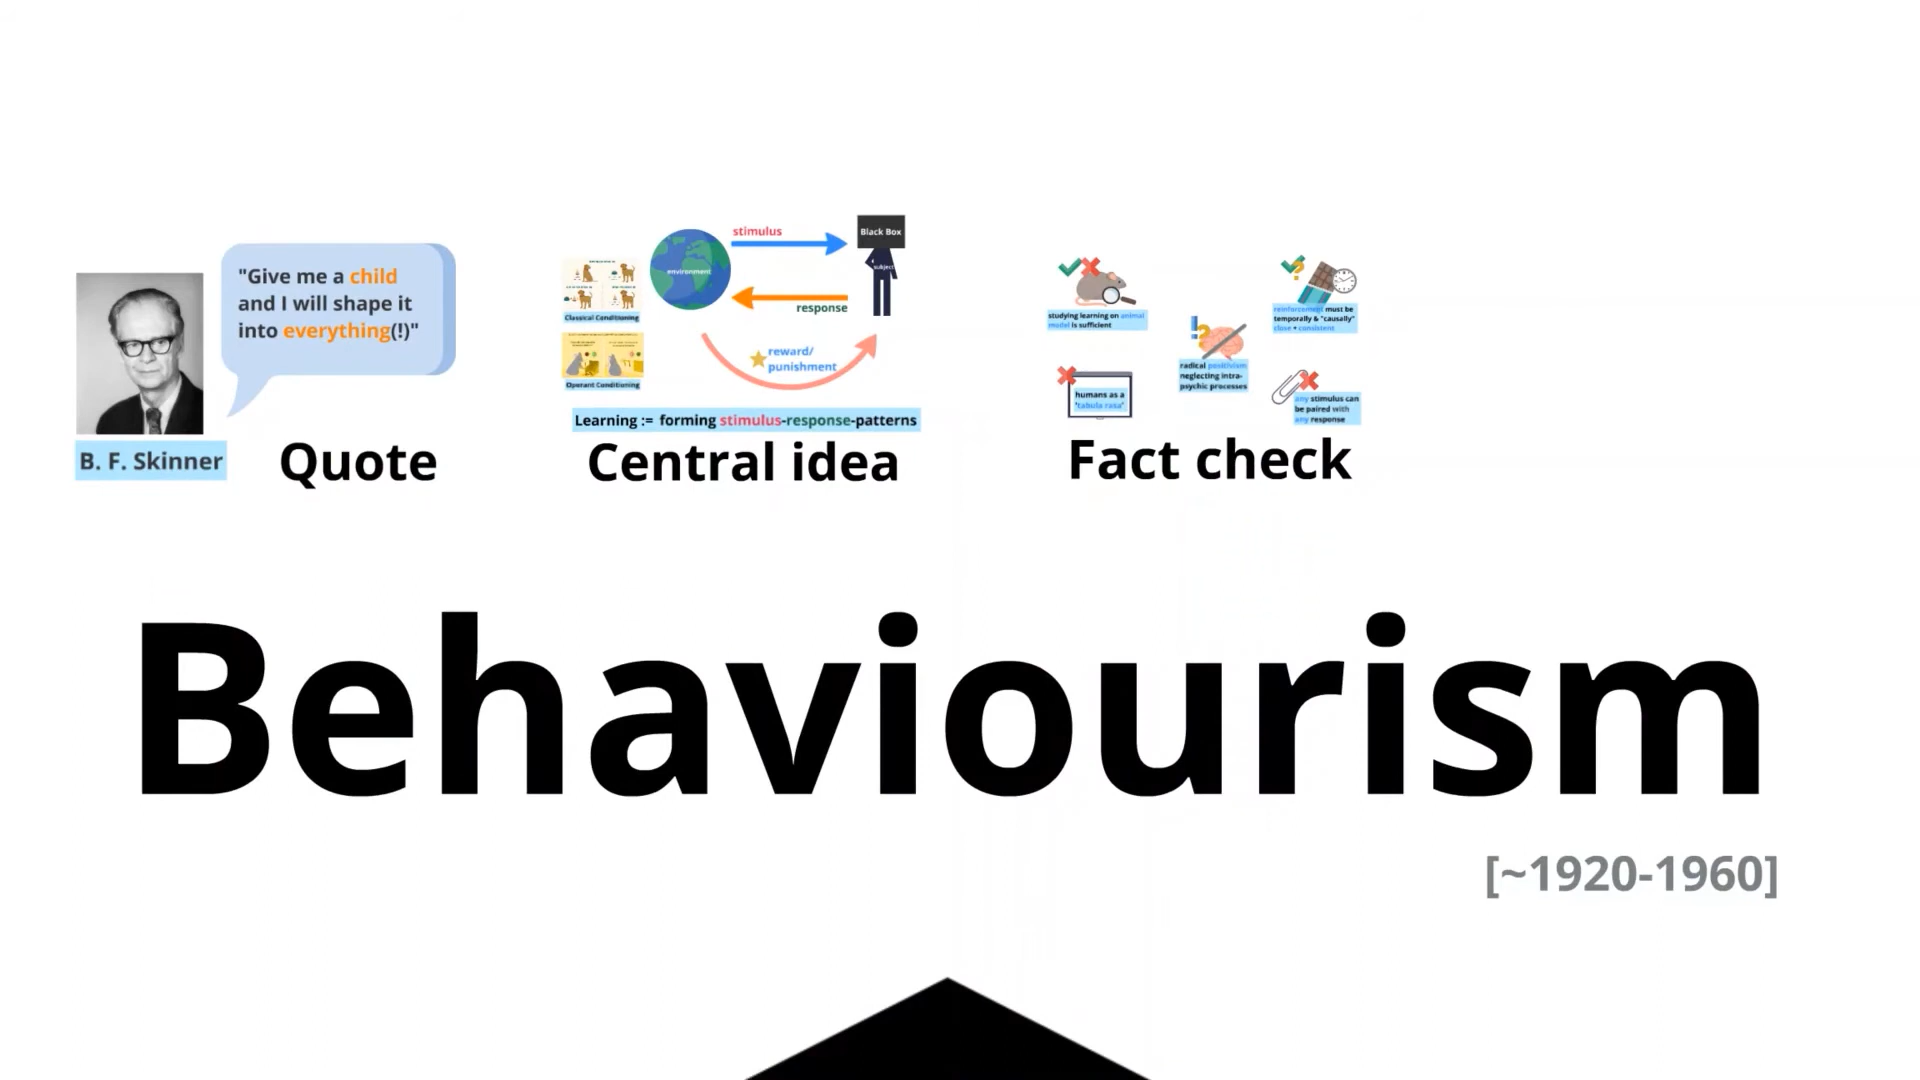 "Give me a child
and I will shape it
into everything(!)"
B. F. Skinner
Quote
Classical Conditioning
Operant Conditioning
environment
stimulus
Black Box
subject
response
reward/
punishment
Learning := forming stimulus-response-patterns
Central idea
studying learning on animal
model is sufficient
reinforcement must be
temporally & "causally"
close + consistent
radical positivism
neglecting intra-
psychic processes
humans as a
"tabula rasa"
any stimulus can
be paired with
any response
Fact check
Behaviourism
[~1920-1960]